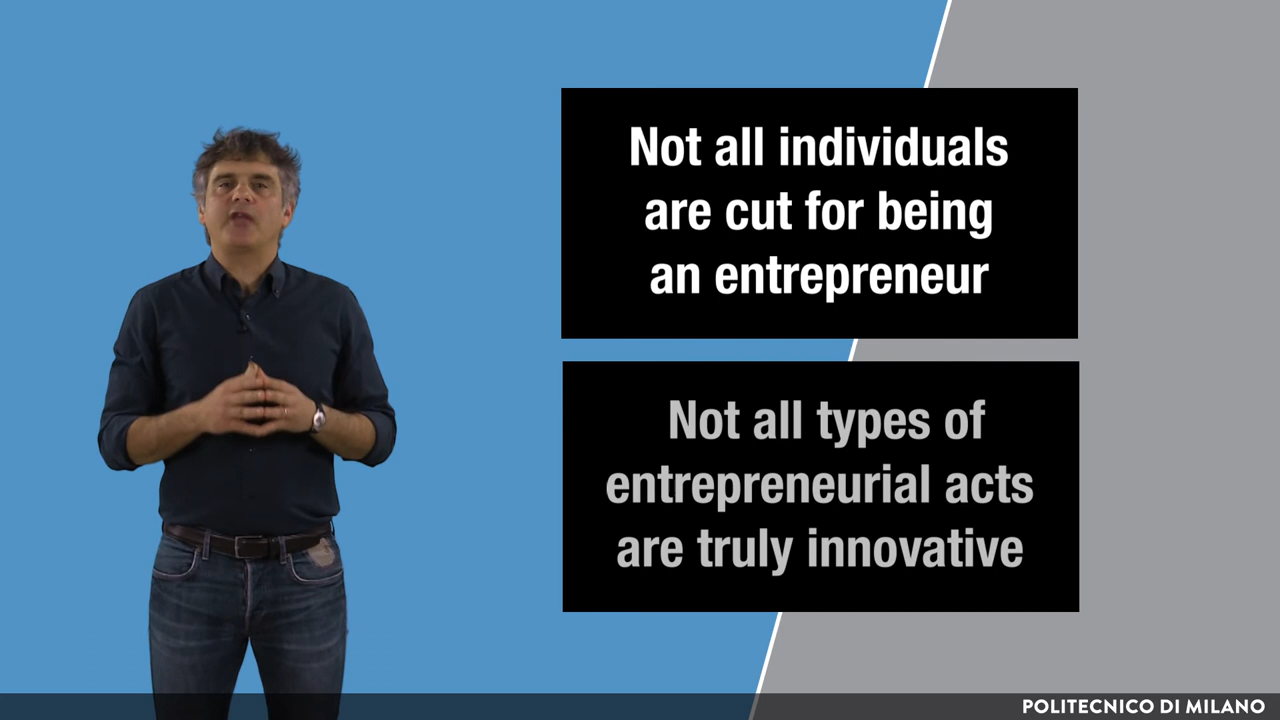 Not all individuals
are cut for being
an entrepreneur
Not all types of
entrepreneurial acts
are truly innovative
POLITECNICO DI MILANO